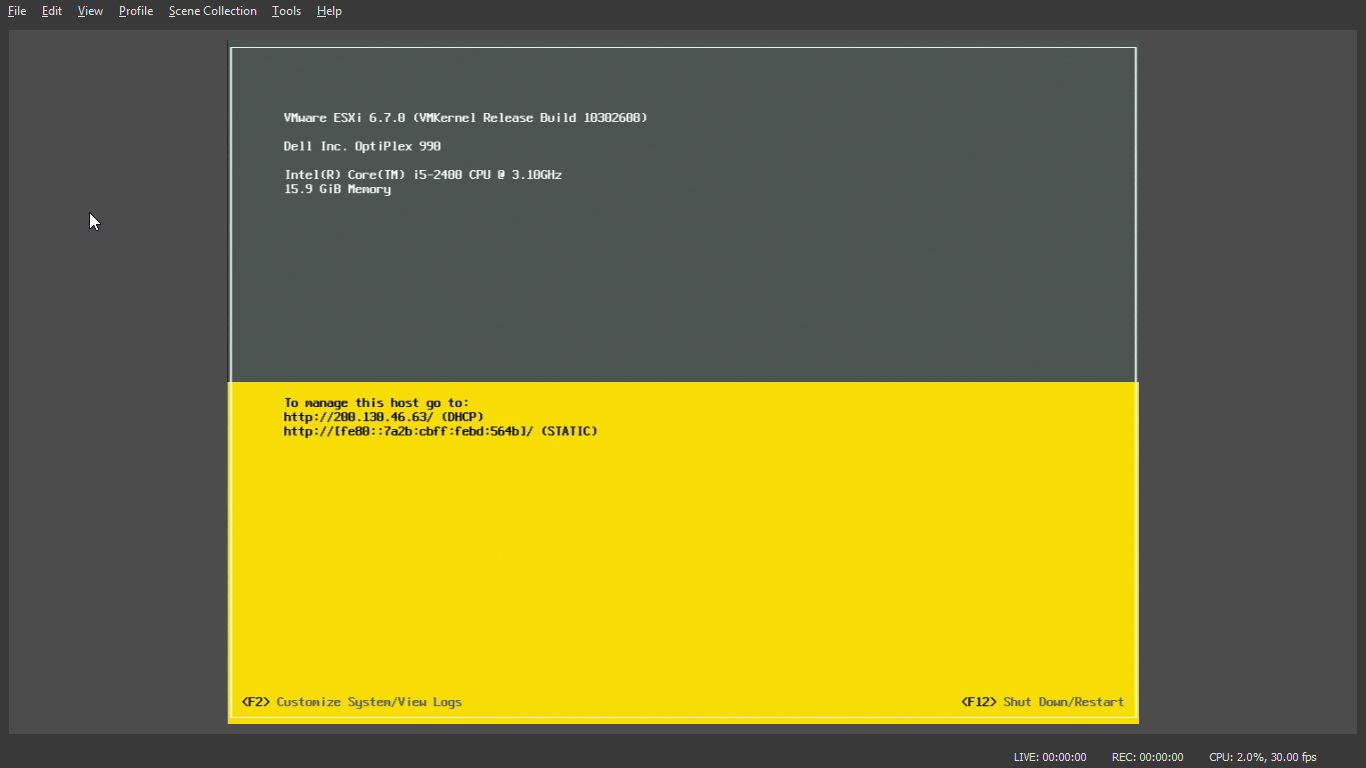 File Edit View Profile Scene Collection Tools Help
VMware ESXi 6.7.0 (VMKernel Release Build 10302608)
Dell Inc. OptiPlex 990
Intel(R) Core(TM) i5-2400 CPU @ 3.10GHz
15.9 GiB Memory
To manage this host go to:
http://200.130.46.63/ (DHCP)
http://[fe80::7a2b:cbff:febd:564b]/ (STATIC)
<F2> Customize System/View Logs <F12> Shut Down/Restart
LIVE: 00:00:00 REC: 00:00:00 CPU: 2.0%, 30.00 fps